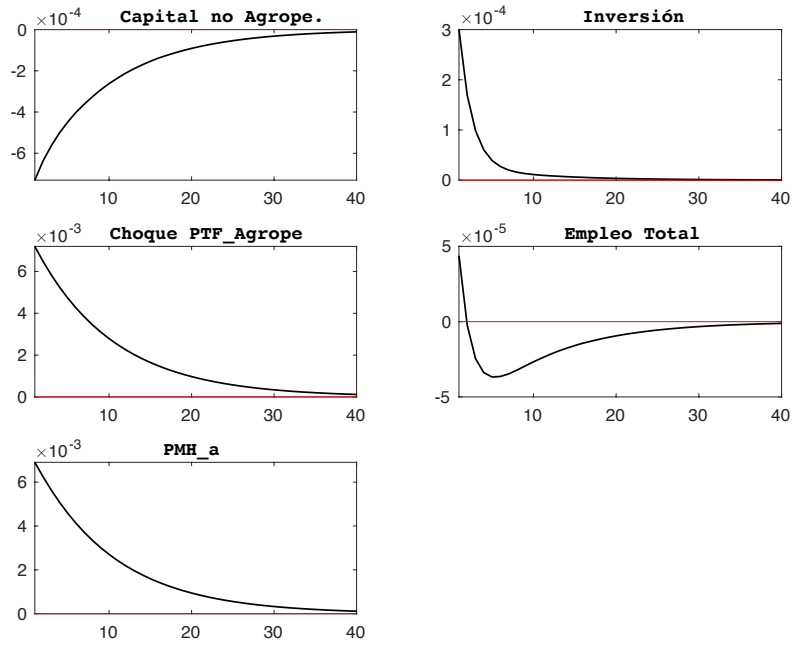 ×10⁻⁴ Capital no Agrope.
0
-2
-4
-6
10 20 30 40
×10⁻⁴ Inversión
3
2
1
0
10 20 30 40
×10⁻³ Choque PTF_Agrope
6
4
2
0
10 20 30 40
×10⁻⁵ Empleo Total
5
0
-5
10 20 30 40
×10⁻³ PMH_a
6
4
2
0
10 20 30 40